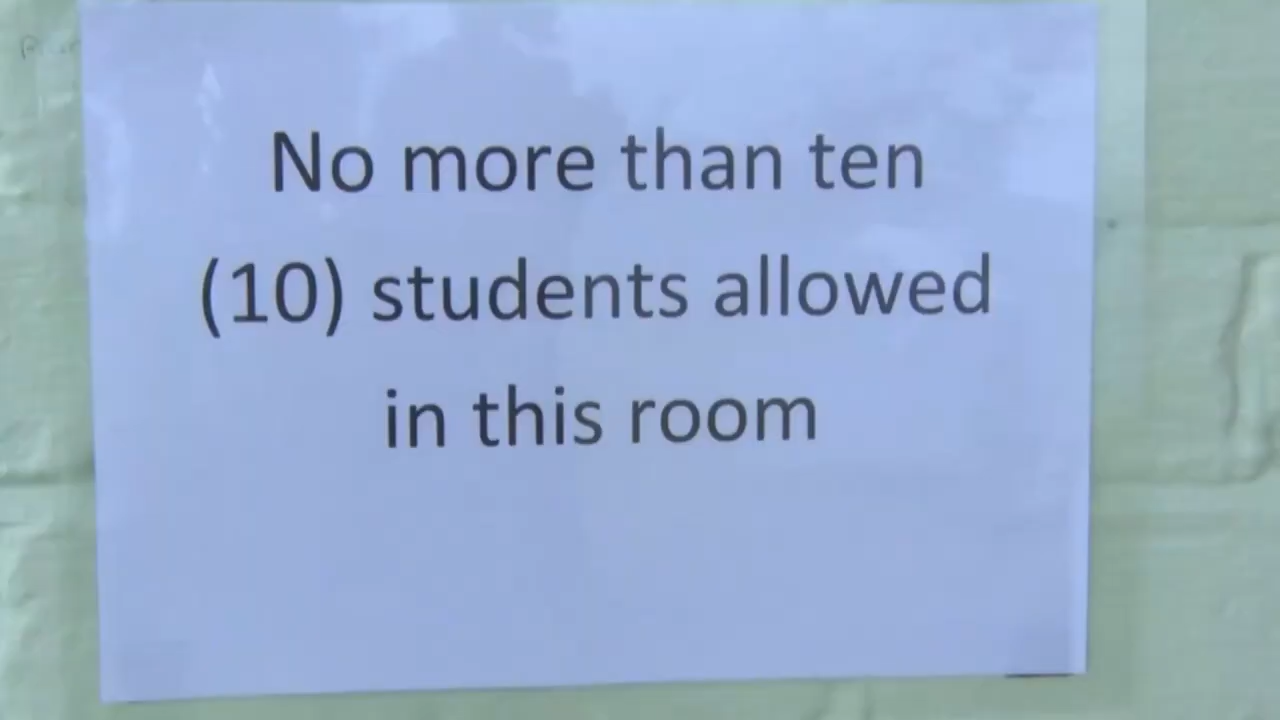 No more than ten
(10) students allowed
in this room